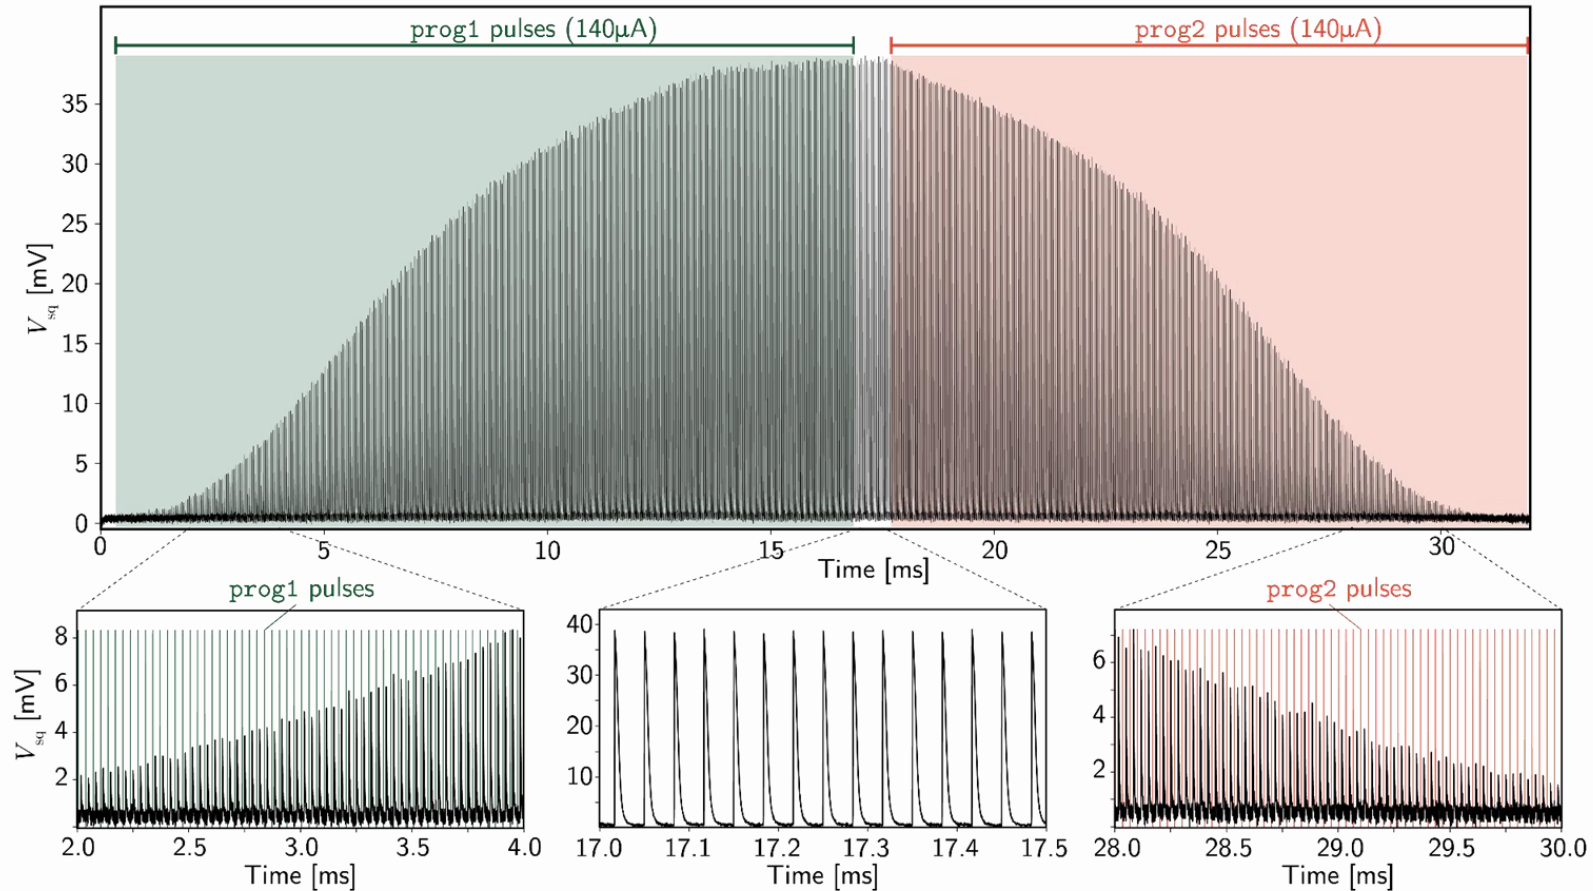 prog1 pulses (140μA)
prog2 pulses (140μA)
35
30
25
20
15
10
5
0
V_sq [mV]
0 5 10 15 20 25 30
Time [ms]
prog1 pulses
prog2 pulses
8
6
4
2
V_sq [mV]
2.0 2.5 3.0 3.5 4.0
Time [ms]
40
30
20
10
17.0 17.1 17.2 17.3 17.4 17.5
Time [ms]
6
4
2
28.0 28.5 29.0 29.5 30.0
Time [ms]